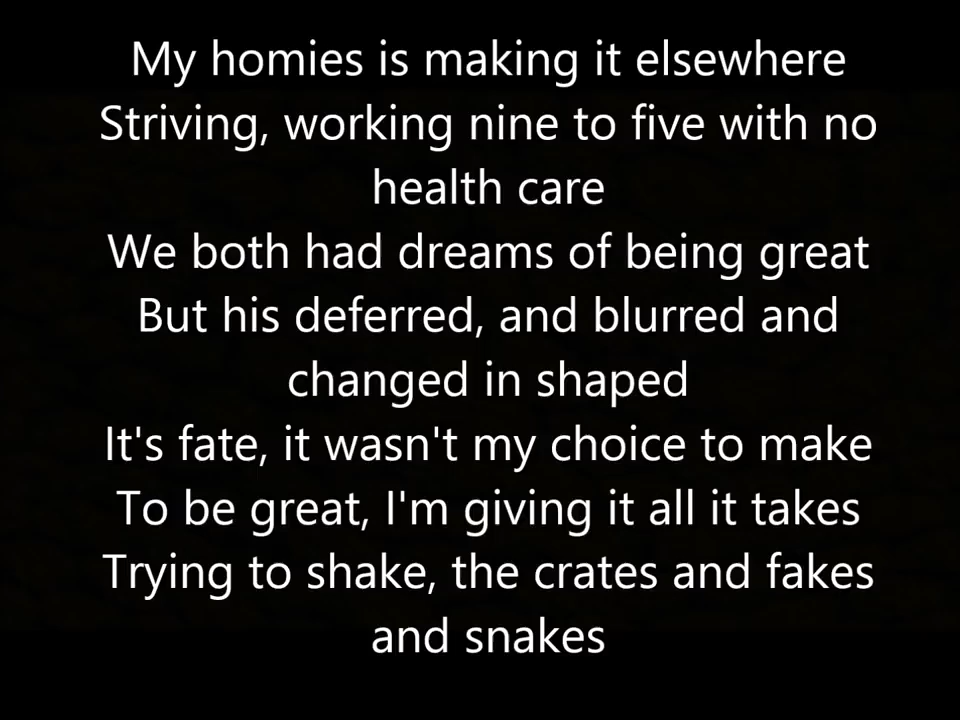 My homies is making it elsewhere
Striving, working nine to five with no
health care
We both had dreams of being great
But his deferred, and blurred and
changed in shaped
It's fate, it wasn't my choice to make
To be great, I'm giving it all it takes
Trying to shake, the crates and fakes
and snakes